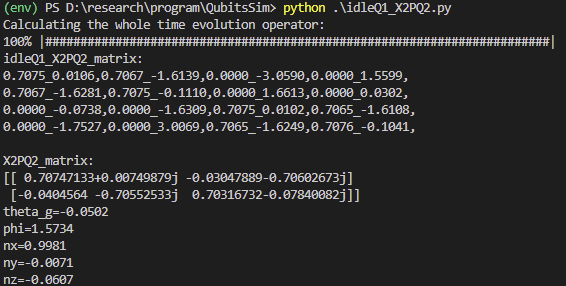 (env) PS D:\research\program\QubitsSim> python .\idleQ1_X2PQ2.py
Calculating the whole time evolution operator:
100% |########################################################################|
idleQ1_X2PQ2_matrix:
0.7075_0.0106,0.7067_-1.6139,0.0000_-3.0590,0.0000_1.5599,
0.7067_-1.6281,0.7075_-0.1110,0.0000_1.6613,0.0000_0.0302,
0.0000_-0.0738,0.0000_-1.6309,0.7075_0.0102,0.7065_-1.6108,
0.0000_-1.7527,0.0000_3.0069,0.7065_-1.6249,0.7076_-0.1041,
X2PQ2_matrix:
[[ 0.70747133+0.00749879j -0.03047889-0.70602673j]
[-0.0404564 -0.70552533j  0.70316732-0.07840082j]]
theta_g=-0.0502
phi=1.5734
nx=0.9981
ny=-0.0071
nz=-0.0607